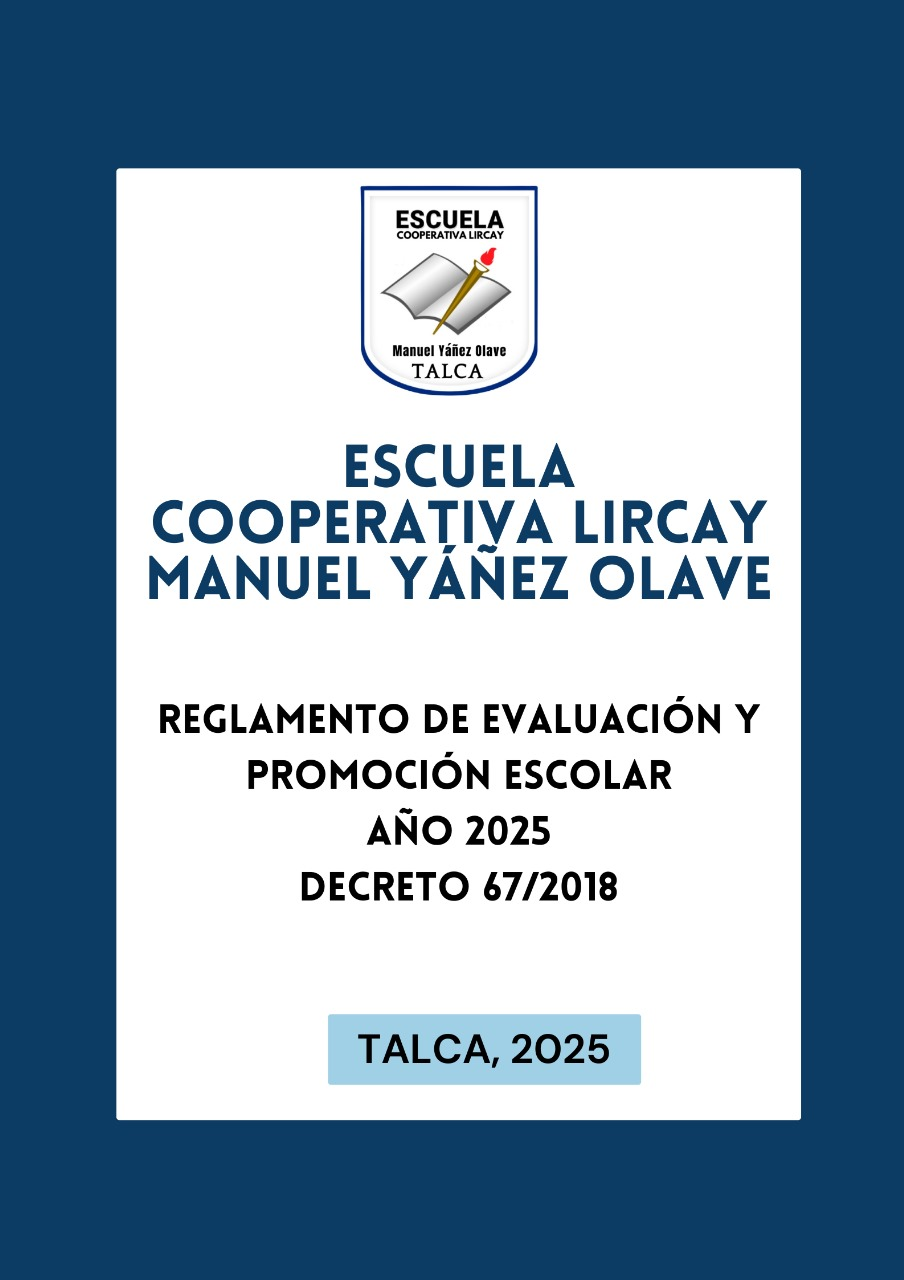 ESCUELA
COOPERATIVA LIRCAY
Manuel Yáñez Olave
TALCA
ESCUELA
COOPERATIVA LIRCAY
MANUEL YÁÑEZ OLAVE
REGLAMENTO DE EVALUACIÓN Y
PROMOCIÓN ESCOLAR
AÑO 2025
DECRETO 67/2018
TALCA, 2025